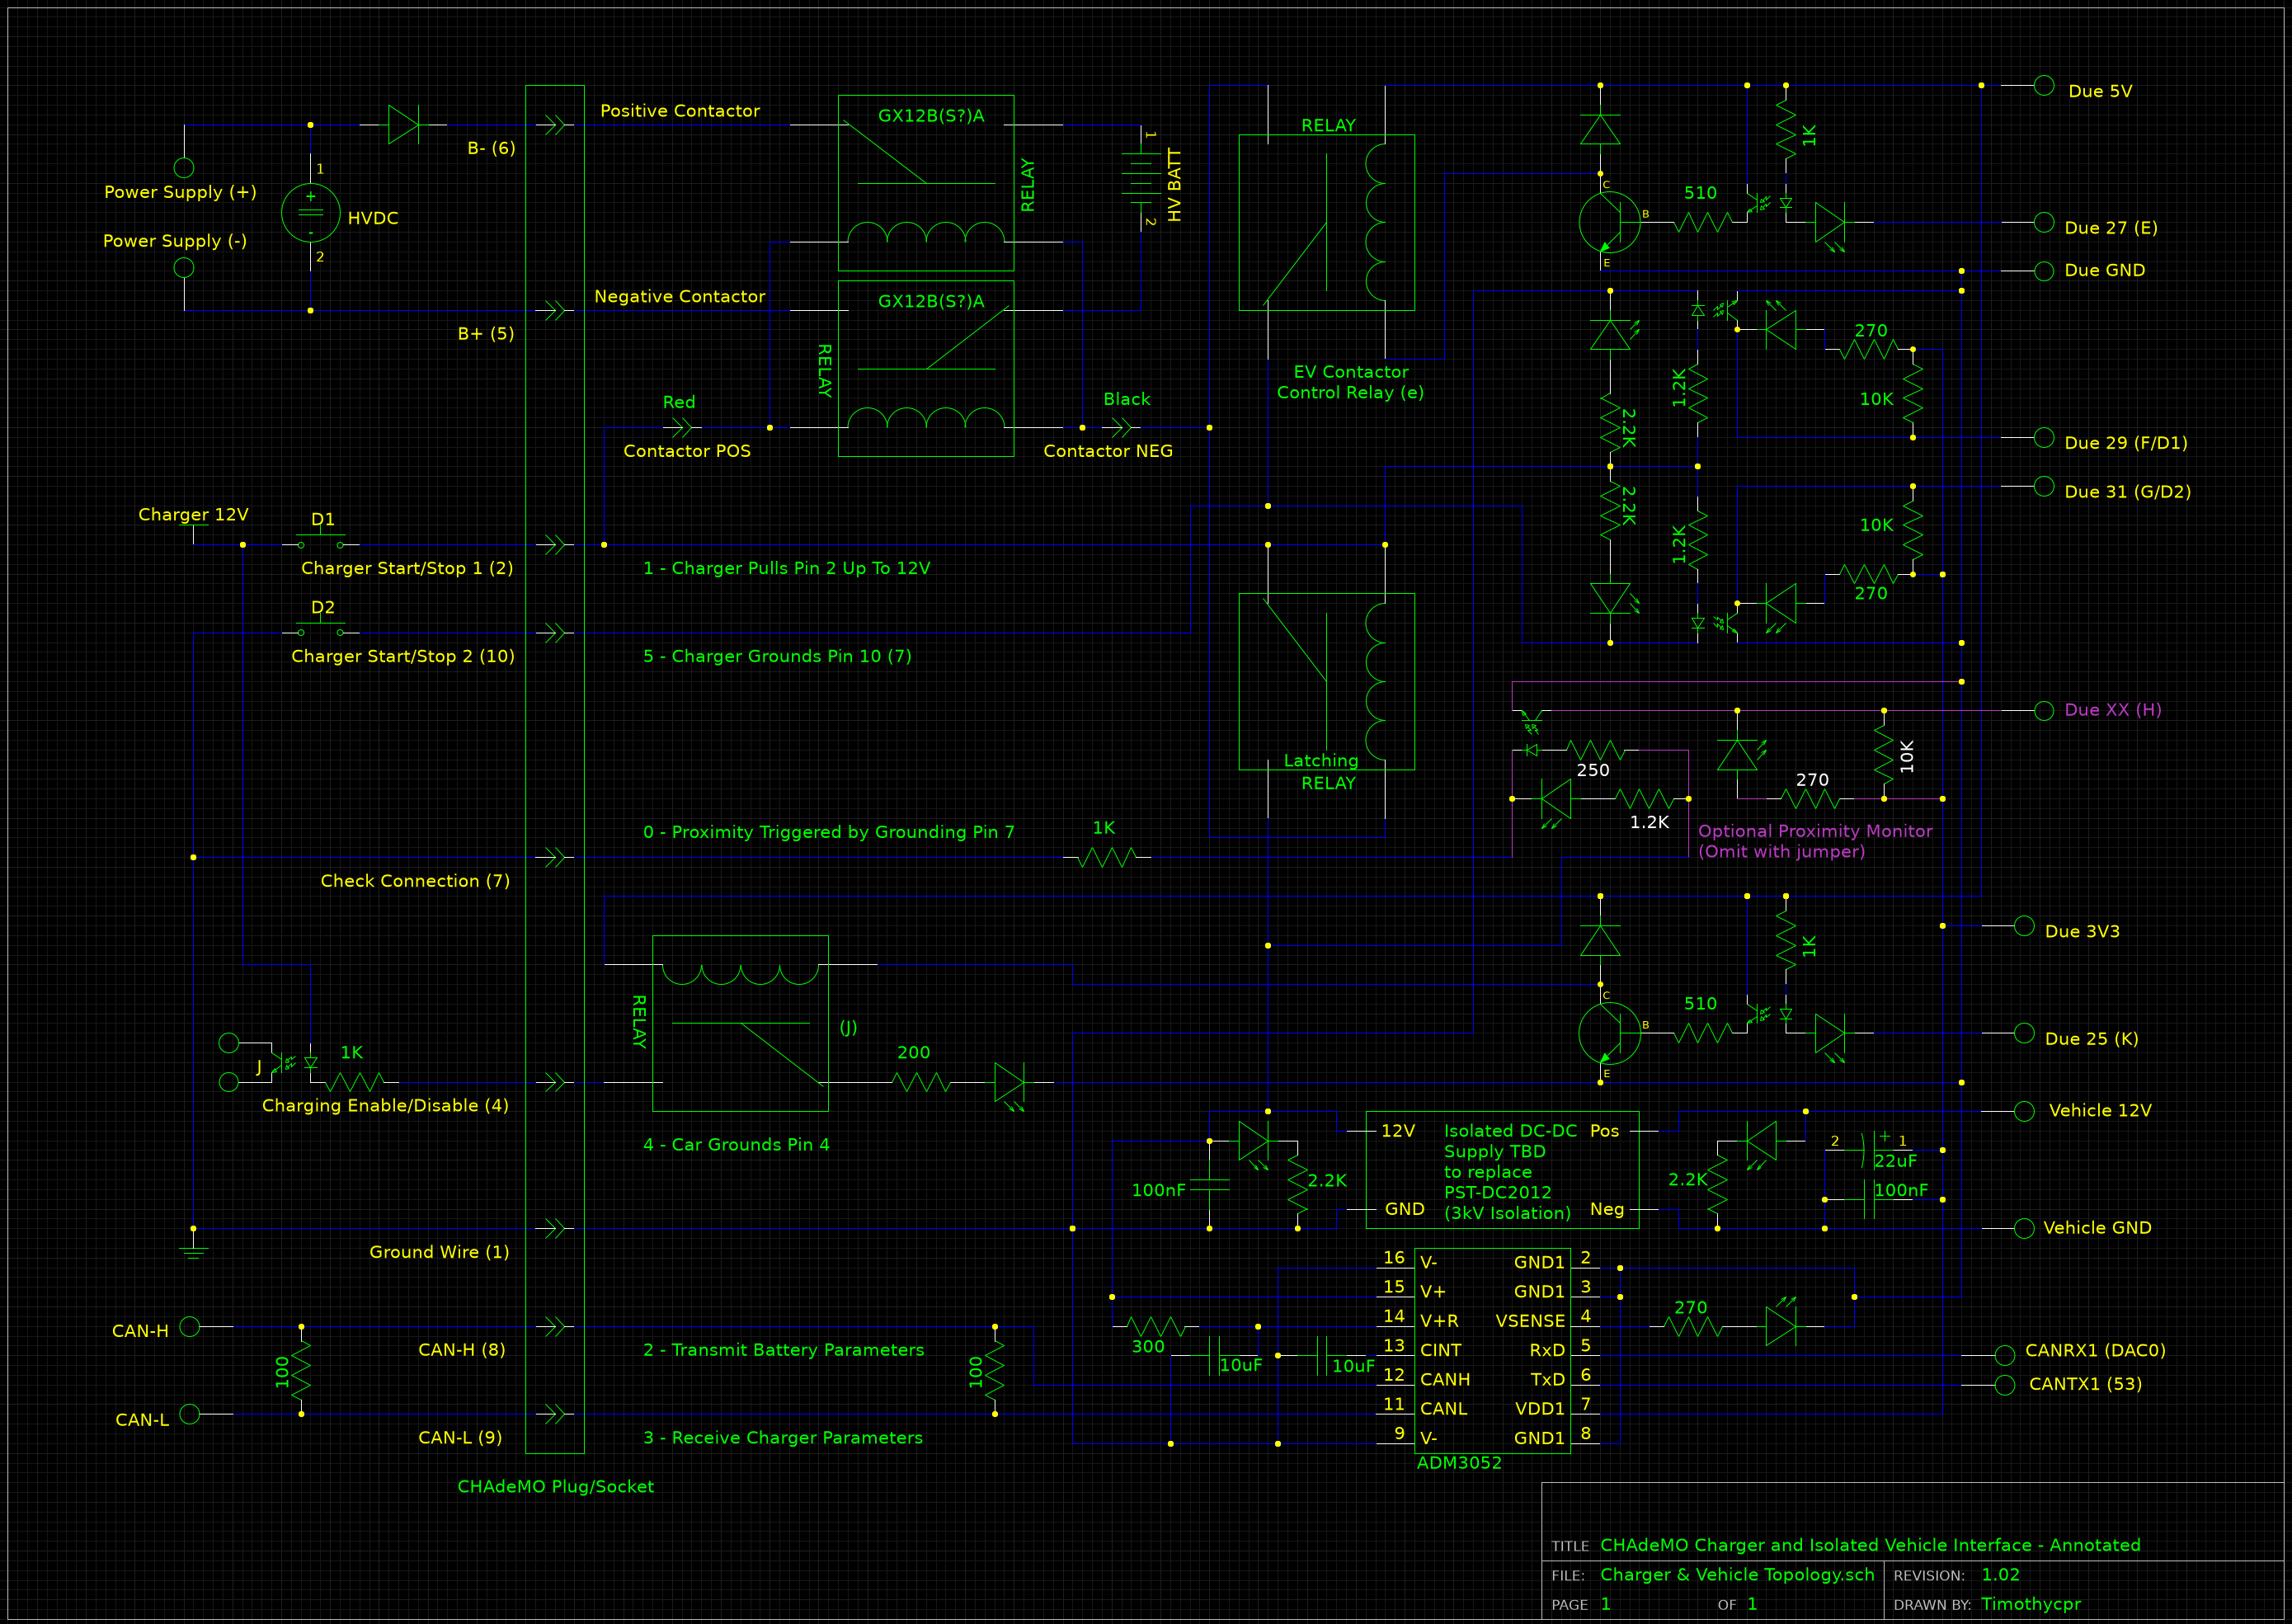 Positive Contactor
GX12B(S?)A
RELAY
B- (6)
1
HV BATT
2
Power Supply (+)
1
+
HVDC
-
2
Power Supply (-)
Negative Contactor
GX12B(S?)A
RELAY
B+ (5)
Red
Contactor POS
Black
Contactor NEG
RELAY
EV Contactor
Control Relay (e)
C
B
E
510
1K
Due 5V
Due 27 (E)
Due GND
270
10K
1.2K
2.2K
Due 29 (F/D1)
Due 31 (G/D2)
2.2K
1.2K
10K
270
Charger 12V
D1
Charger Start/Stop 1 (2)
1 - Charger Pulls Pin 2 Up To 12V
D2
Charger Start/Stop 2 (10)
5 - Charger Grounds Pin 10 (7)
Latching
RELAY
Due XX (H)
250
270
10K
1.2K
Optional Proximity Monitor
(Omit with jumper)
0 - Proximity Triggered by Grounding Pin 7
1K
Check Connection (7)
RELAY
(J)
200
J
1K
Charging Enable/Disable (4)
4 - Car Grounds Pin 4
C
B
E
510
1K
Due 3V3
Due 25 (K)
Vehicle 12V
100nF
2.2K
12V
GND
Isolated DC-DC
Supply TBD
to replace
PST-DC2012
(3kV Isolation)
Pos
Neg
2.2K
2
+
1
22uF
100nF
Vehicle GND
Ground Wire (1)
16 V- GND1 2
15 V+ GND1 3
14 V+R VSENSE 4
13 CINT RxD 5
12 CANH TxD 6
11 CANL VDD1 7
9 V- GND1 8
ADM3052
300
10uF
10uF
270
CAN-H
CAN-H (8)
2 - Transmit Battery Parameters
100
100
CAN-L
CAN-L (9)
3 - Receive Charger Parameters
CANRX1 (DAC0)
CANTX1 (53)
CHAdeMO Plug/Socket
TITLE CHAdeMO Charger and Isolated Vehicle Interface - Annotated
FILE: Charger & Vehicle Topology.sch REVISION: 1.02
PAGE 1 OF 1 DRAWN BY: Timothycpr